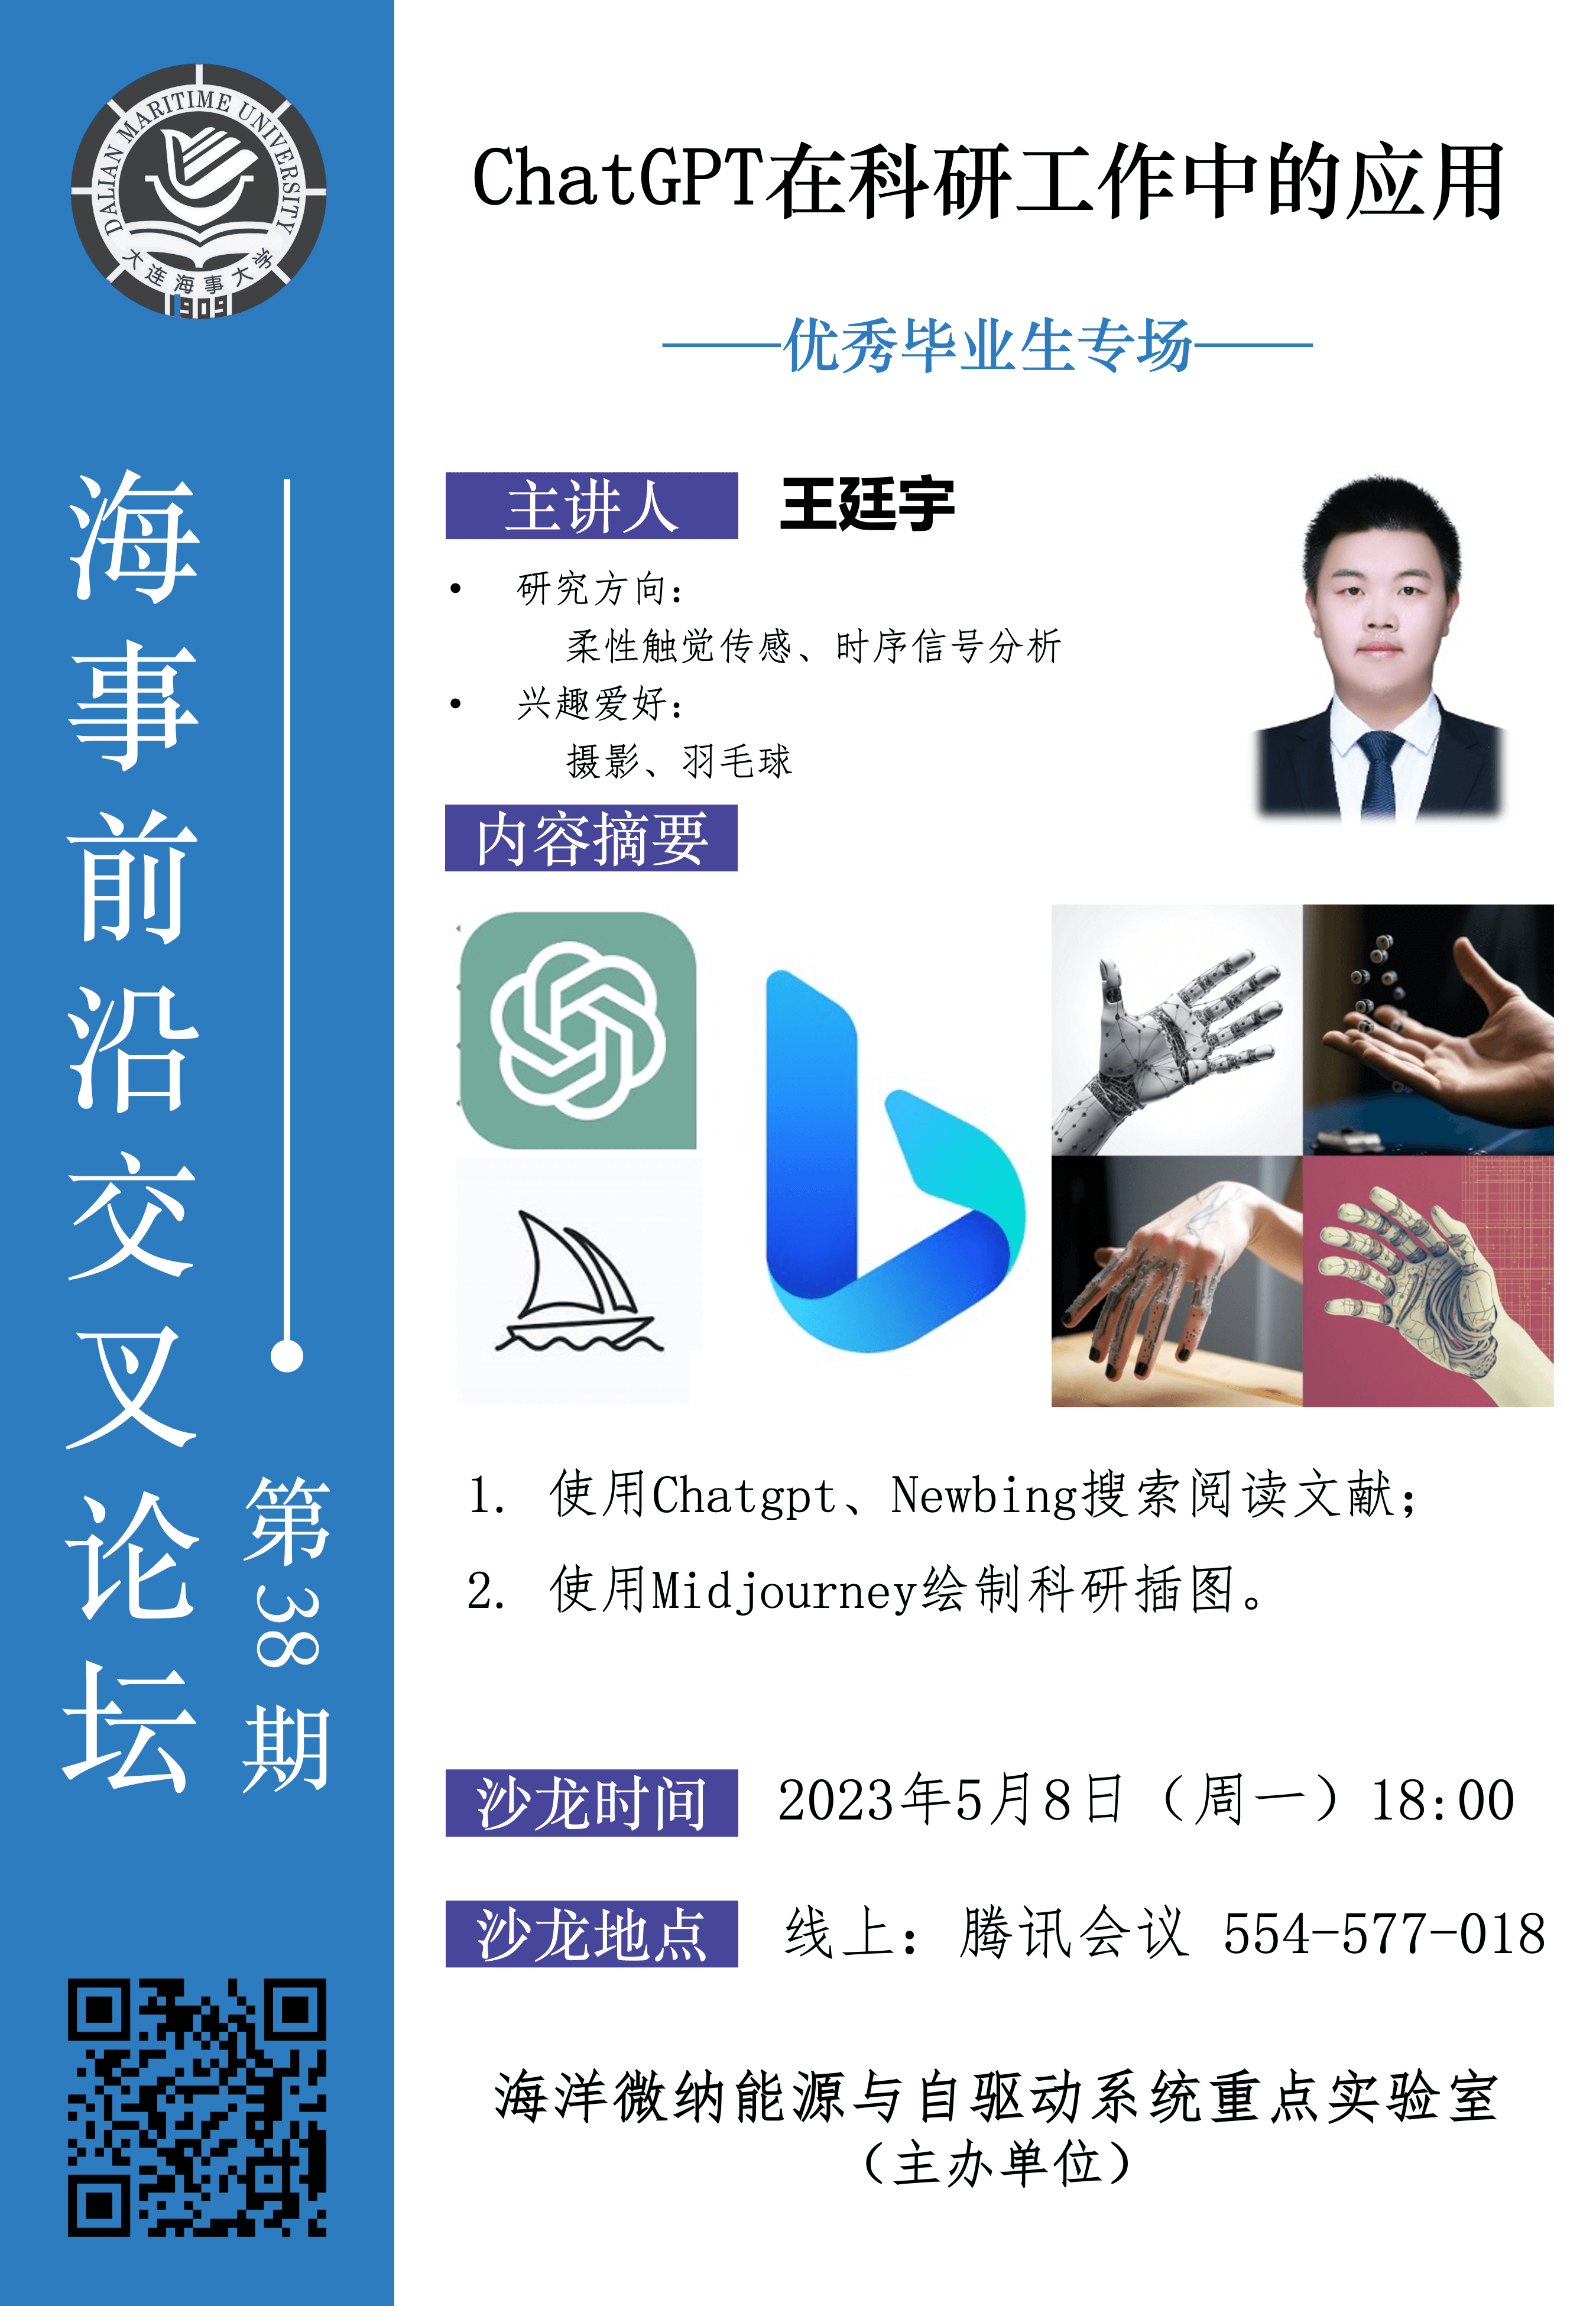 DALIAN MARITIME UNIVERSITY
大连海事大学
1909
海事前沿交叉论坛
第38期
ChatGPT在科研工作中的应用
——优秀毕业生专场——
主讲人 王廷宇
• 研究方向：
柔性触觉传感、时序信号分析
• 兴趣爱好：
摄影、羽毛球
内容摘要
1. 使用Chatgpt、Newbing搜索阅读文献；
2. 使用Midjourney绘制科研插图。
沙龙时间 2023年5月8日（周一）18:00
沙龙地点 线上：腾讯会议 554-577-018
海洋微纳能源与自驱动系统重点实验室
（主办单位）